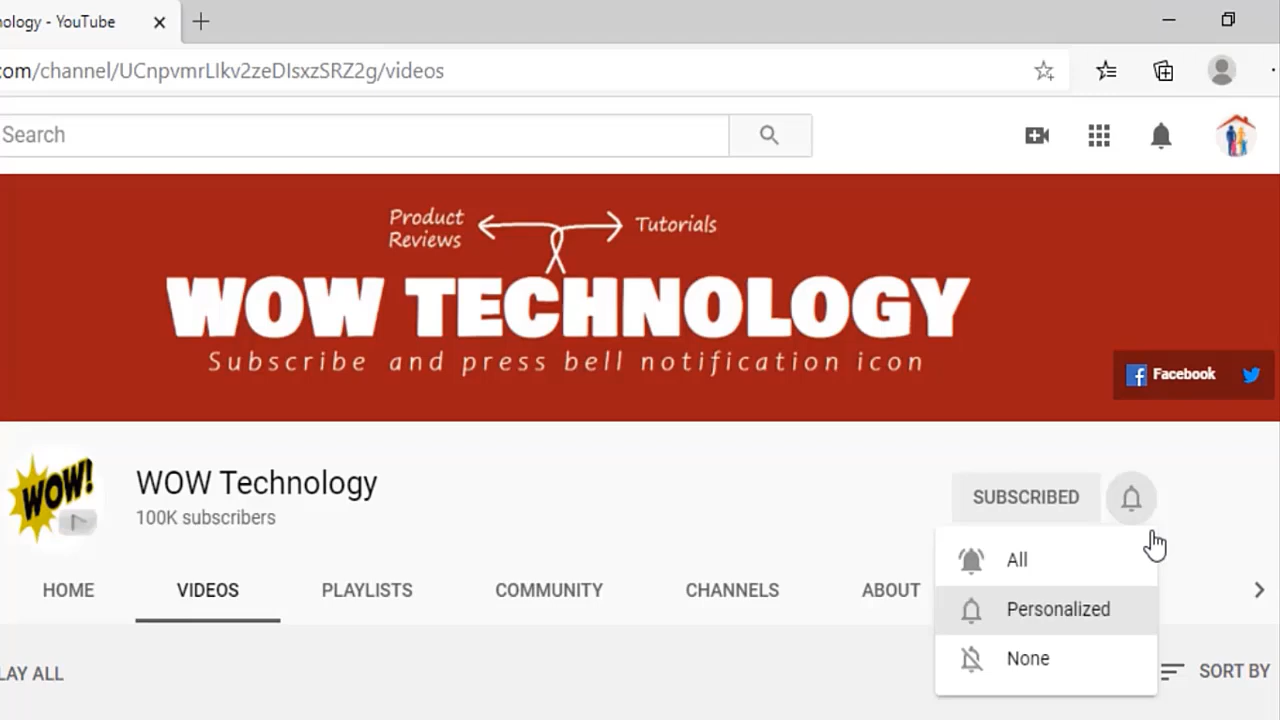 nology - YouTube
com/channel/UCnpvmrLIkv2zeDIsxzSRZ2g/videos
Search
Product
Reviews
Tutorials
WOW TECHNOLOGY
Subscribe and press bell notification icon
Facebook
WOW!
WOW Technology
100K subscribers
SUBSCRIBED
All
Personalized
None
HOME VIDEOS PLAYLISTS COMMUNITY CHANNELS ABOUT
LAY ALL
SORT BY